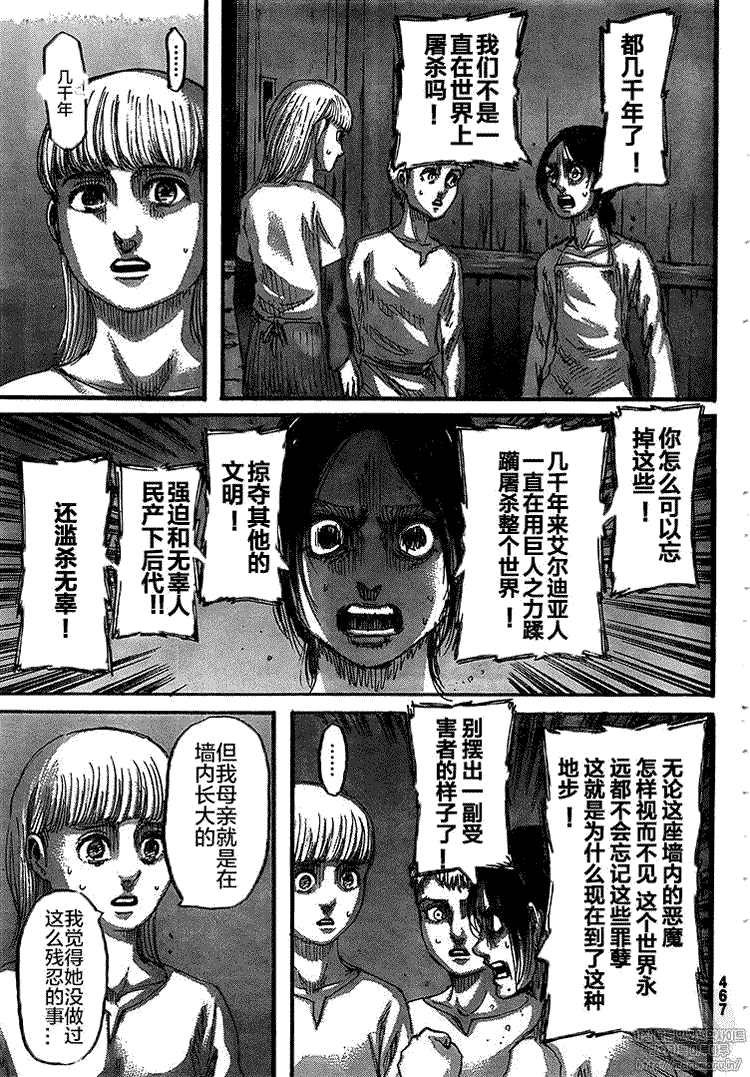 都几千年了！
我们不是一
直在世界上
屠杀吗！
……
几千年
你怎么可以忘
掉这些！
几千年来艾尔迪亚人
一直在用巨人之力蹂
躏屠杀整个世界！
掠夺其他的
文明！
强迫和无辜人
民产下后代!!
还滥杀无辜！
无论这座墙内的恶魔
怎样视而不见 这个世界永
远都不会忘记这些罪孽
这就是为什么现在到了这种
地步！
别摆出一副受
害者的样子了！
……
但我母亲就是在
墙内长大的
我觉得她没做过
这么残忍的事…
467